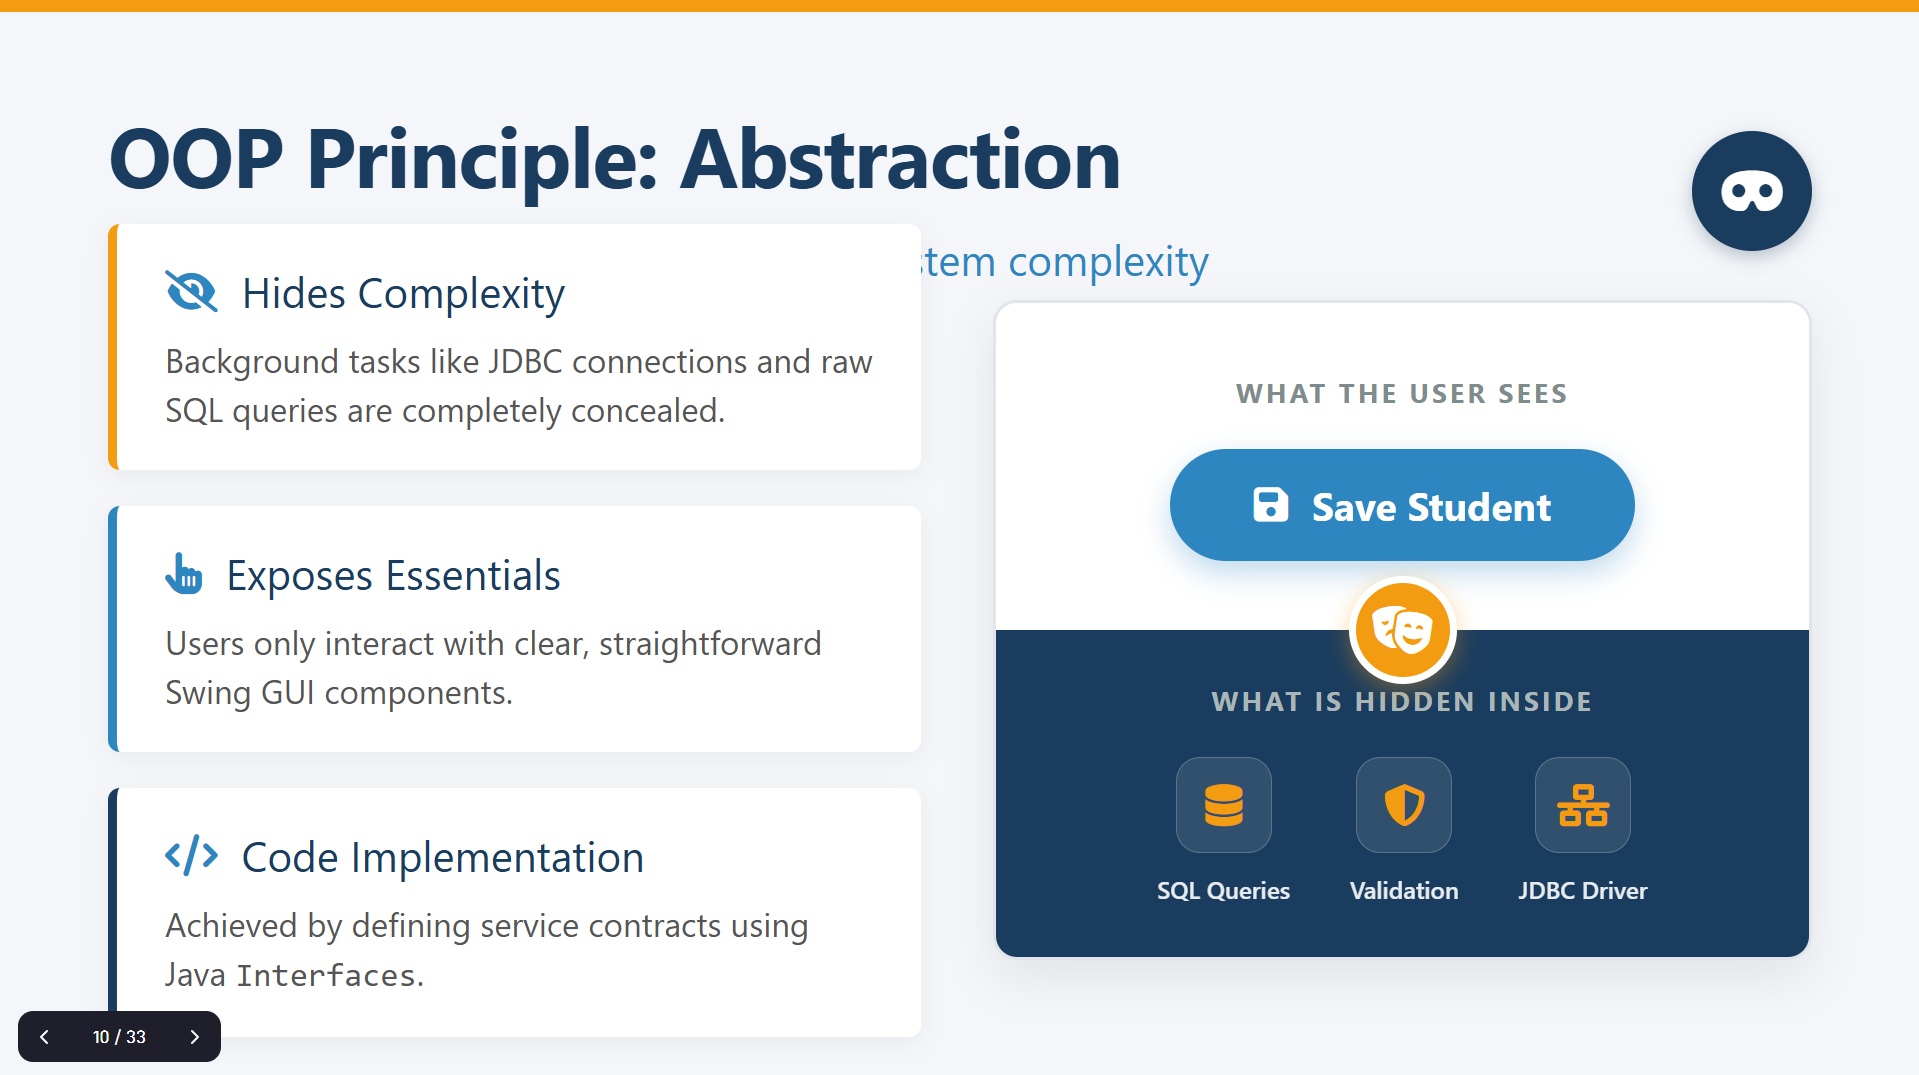 OOP Principle: Abstraction
stem complexity
Hides Complexity
Background tasks like JDBC connections and raw
SQL queries are completely concealed.
Exposes Essentials
Users only interact with clear, straightforward
Swing GUI components.
Code Implementation
Achieved by defining service contracts using
Java Interfaces.
WHAT THE USER SEES
Save Student
WHAT IS HIDDEN INSIDE
SQL Queries
Validation
JDBC Driver
10 / 33